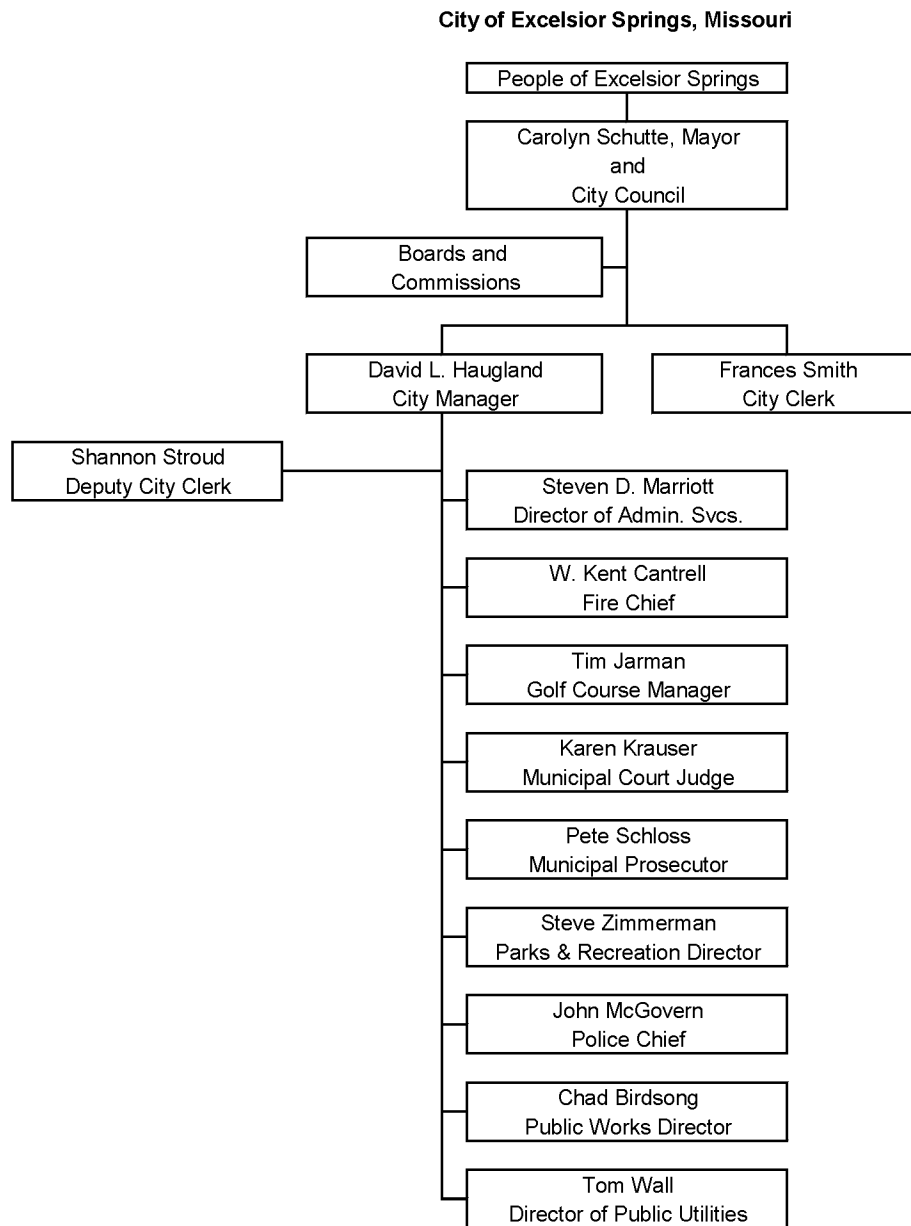 City of Excelsior Springs, Missouri
People of Excelsior Springs
Carolyn Schutte, Mayor
and
City Council
Boards and
Commissions
David L. Haugland
City Manager
Frances Smith
City Clerk
Shannon Stroud
Deputy City Clerk
Steven D. Marriott
Director of Admin. Svcs.
W. Kent Cantrell
Fire Chief
Tim Jarman
Golf Course Manager
Karen Krauser
Municipal Court Judge
Pete Schloss
Municipal Prosecutor
Steve Zimmerman
Parks & Recreation Director
John McGovern
Police Chief
Chad Birdsong
Public Works Director
Tom Wall
Director of Public Utilities